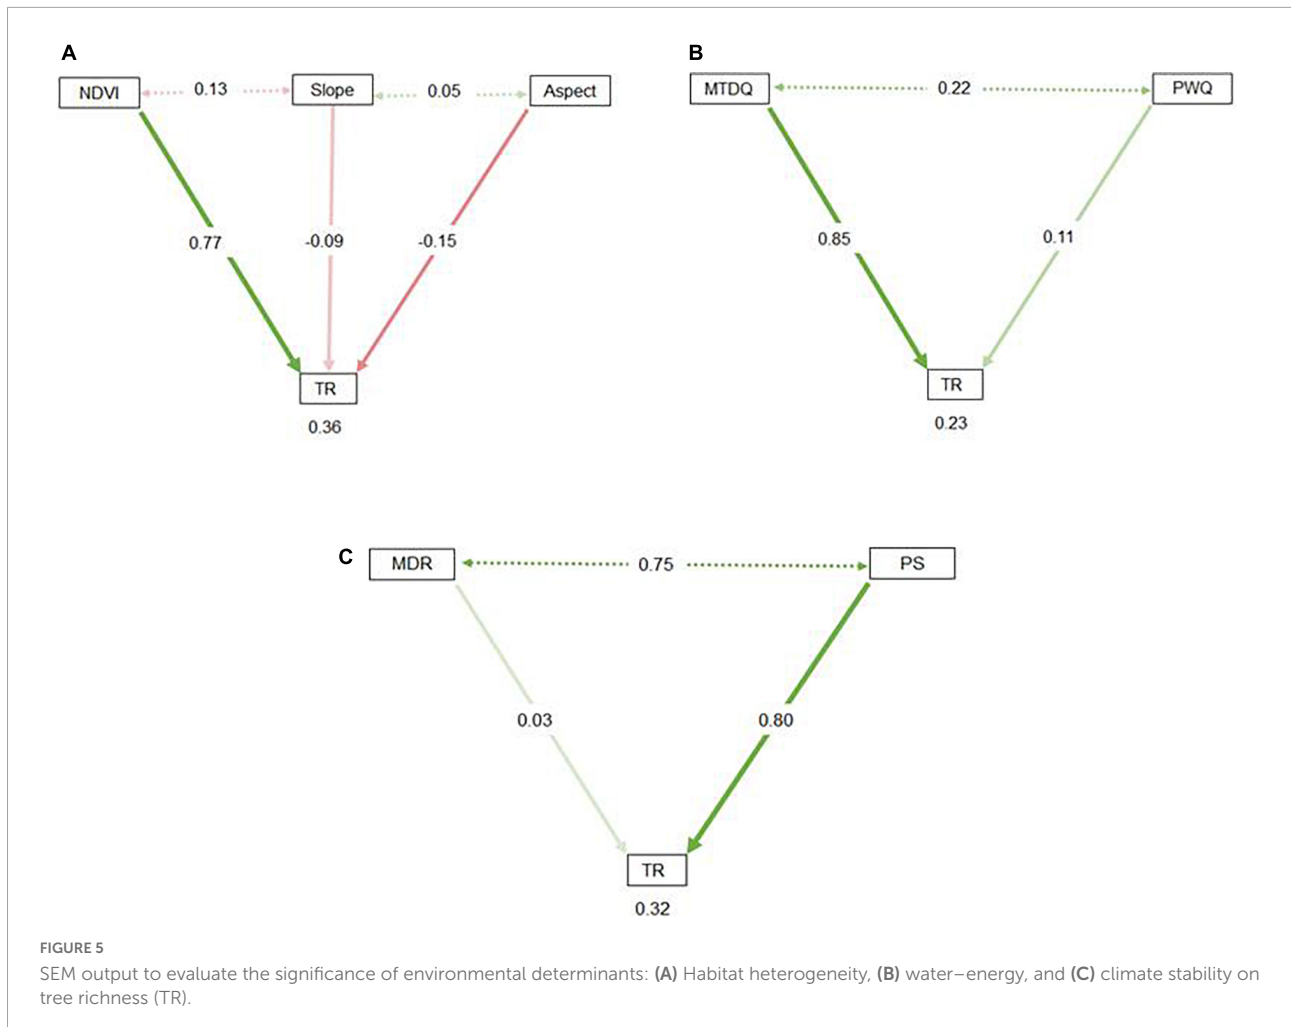 A
NDVI
0.13
Slope
0.05
Aspect
0.77
-0.09
-0.15
TR
0.36
B
MTDQ
0.22
PWQ
0.85
0.11
TR
0.23
C
MDR
0.75
PS
0.03
0.80
TR
0.32
FIGURE 5
SEM output to evaluate the significance of environmental determinants: (A) Habitat heterogeneity, (B) water–energy, and (C) climate stability on
tree richness (TR).